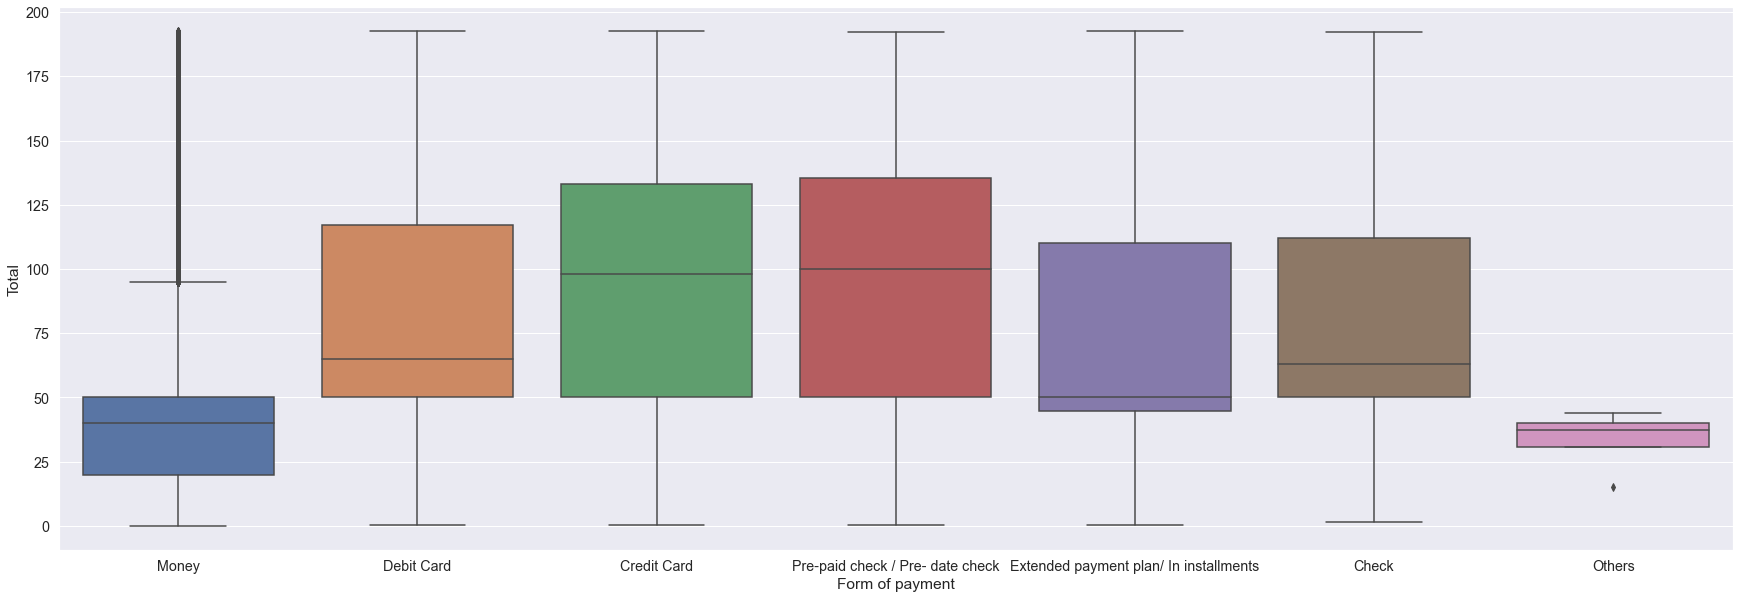 200
175
150
125
100
75
50
25
0
Total
Money
Debit Card
Credit Card
Pre-paid check / Pre- date check
Extended payment plan/ In installments
Check
Others
Form of payment